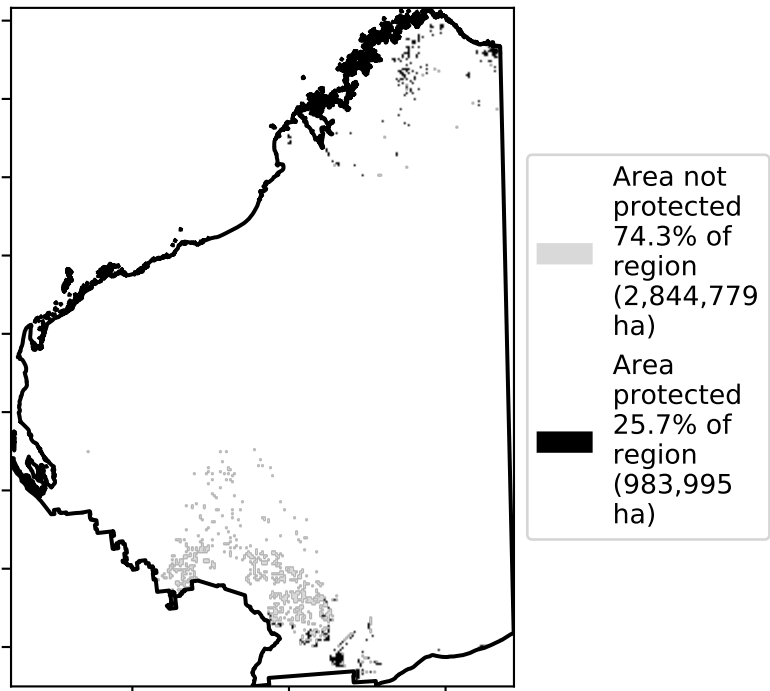 Area not
protected
74.3% of
region
(2,844,779
ha)
Area
protected
25.7% of
region
(983,995
ha)